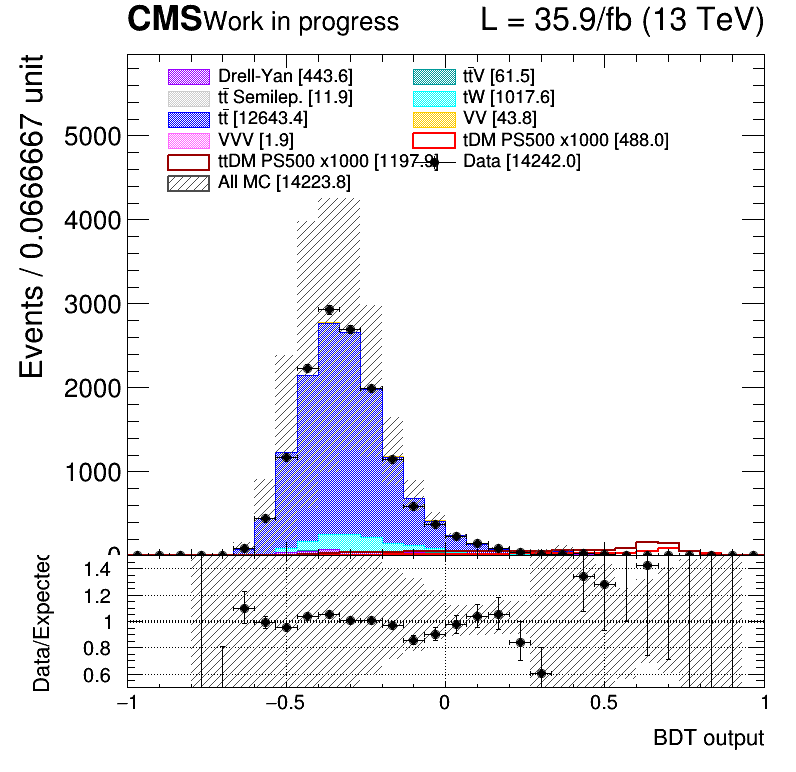 CMS Work in progress L = 35.9/fb (13 TeV)
Events / 0.0666667 unit
Drell-Yan [443.6] tt̄V [61.5]
tt̄ Semilep. [11.9] tW [1017.6]
tt̄ [12643.4] VV [43.8]
VVV [1.9] tDM PS500 x1000 [488.0]
ttDM PS500 x1000 [1197.9] Data [14242.0]
All MC [14223.8]
5000
4000
3000
2000
1000
0
Data/Expected
1.4
1.2
1
0.8
0.6
−1 −0.5 0 0.5 1
BDT output